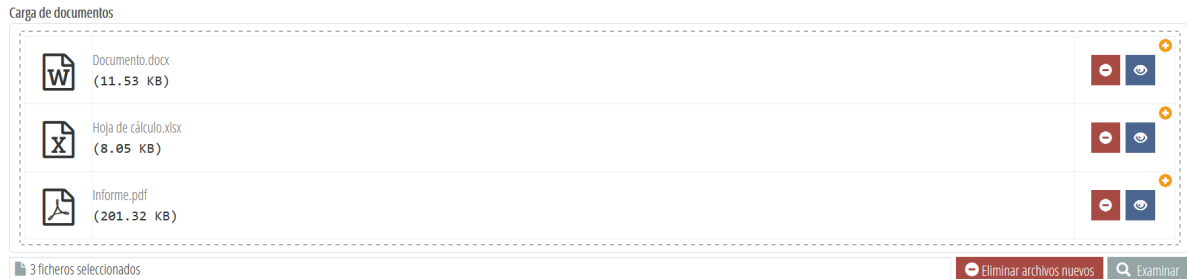 Carga de documentos
W
Documento.docx
(11.53 KB)
X
Hoja de cálculo.xlsx
(8.05 KB)
Informe.pdf
(201.32 KB)
3 ficheros seleccionados
Eliminar archivos nuevos
Examinar